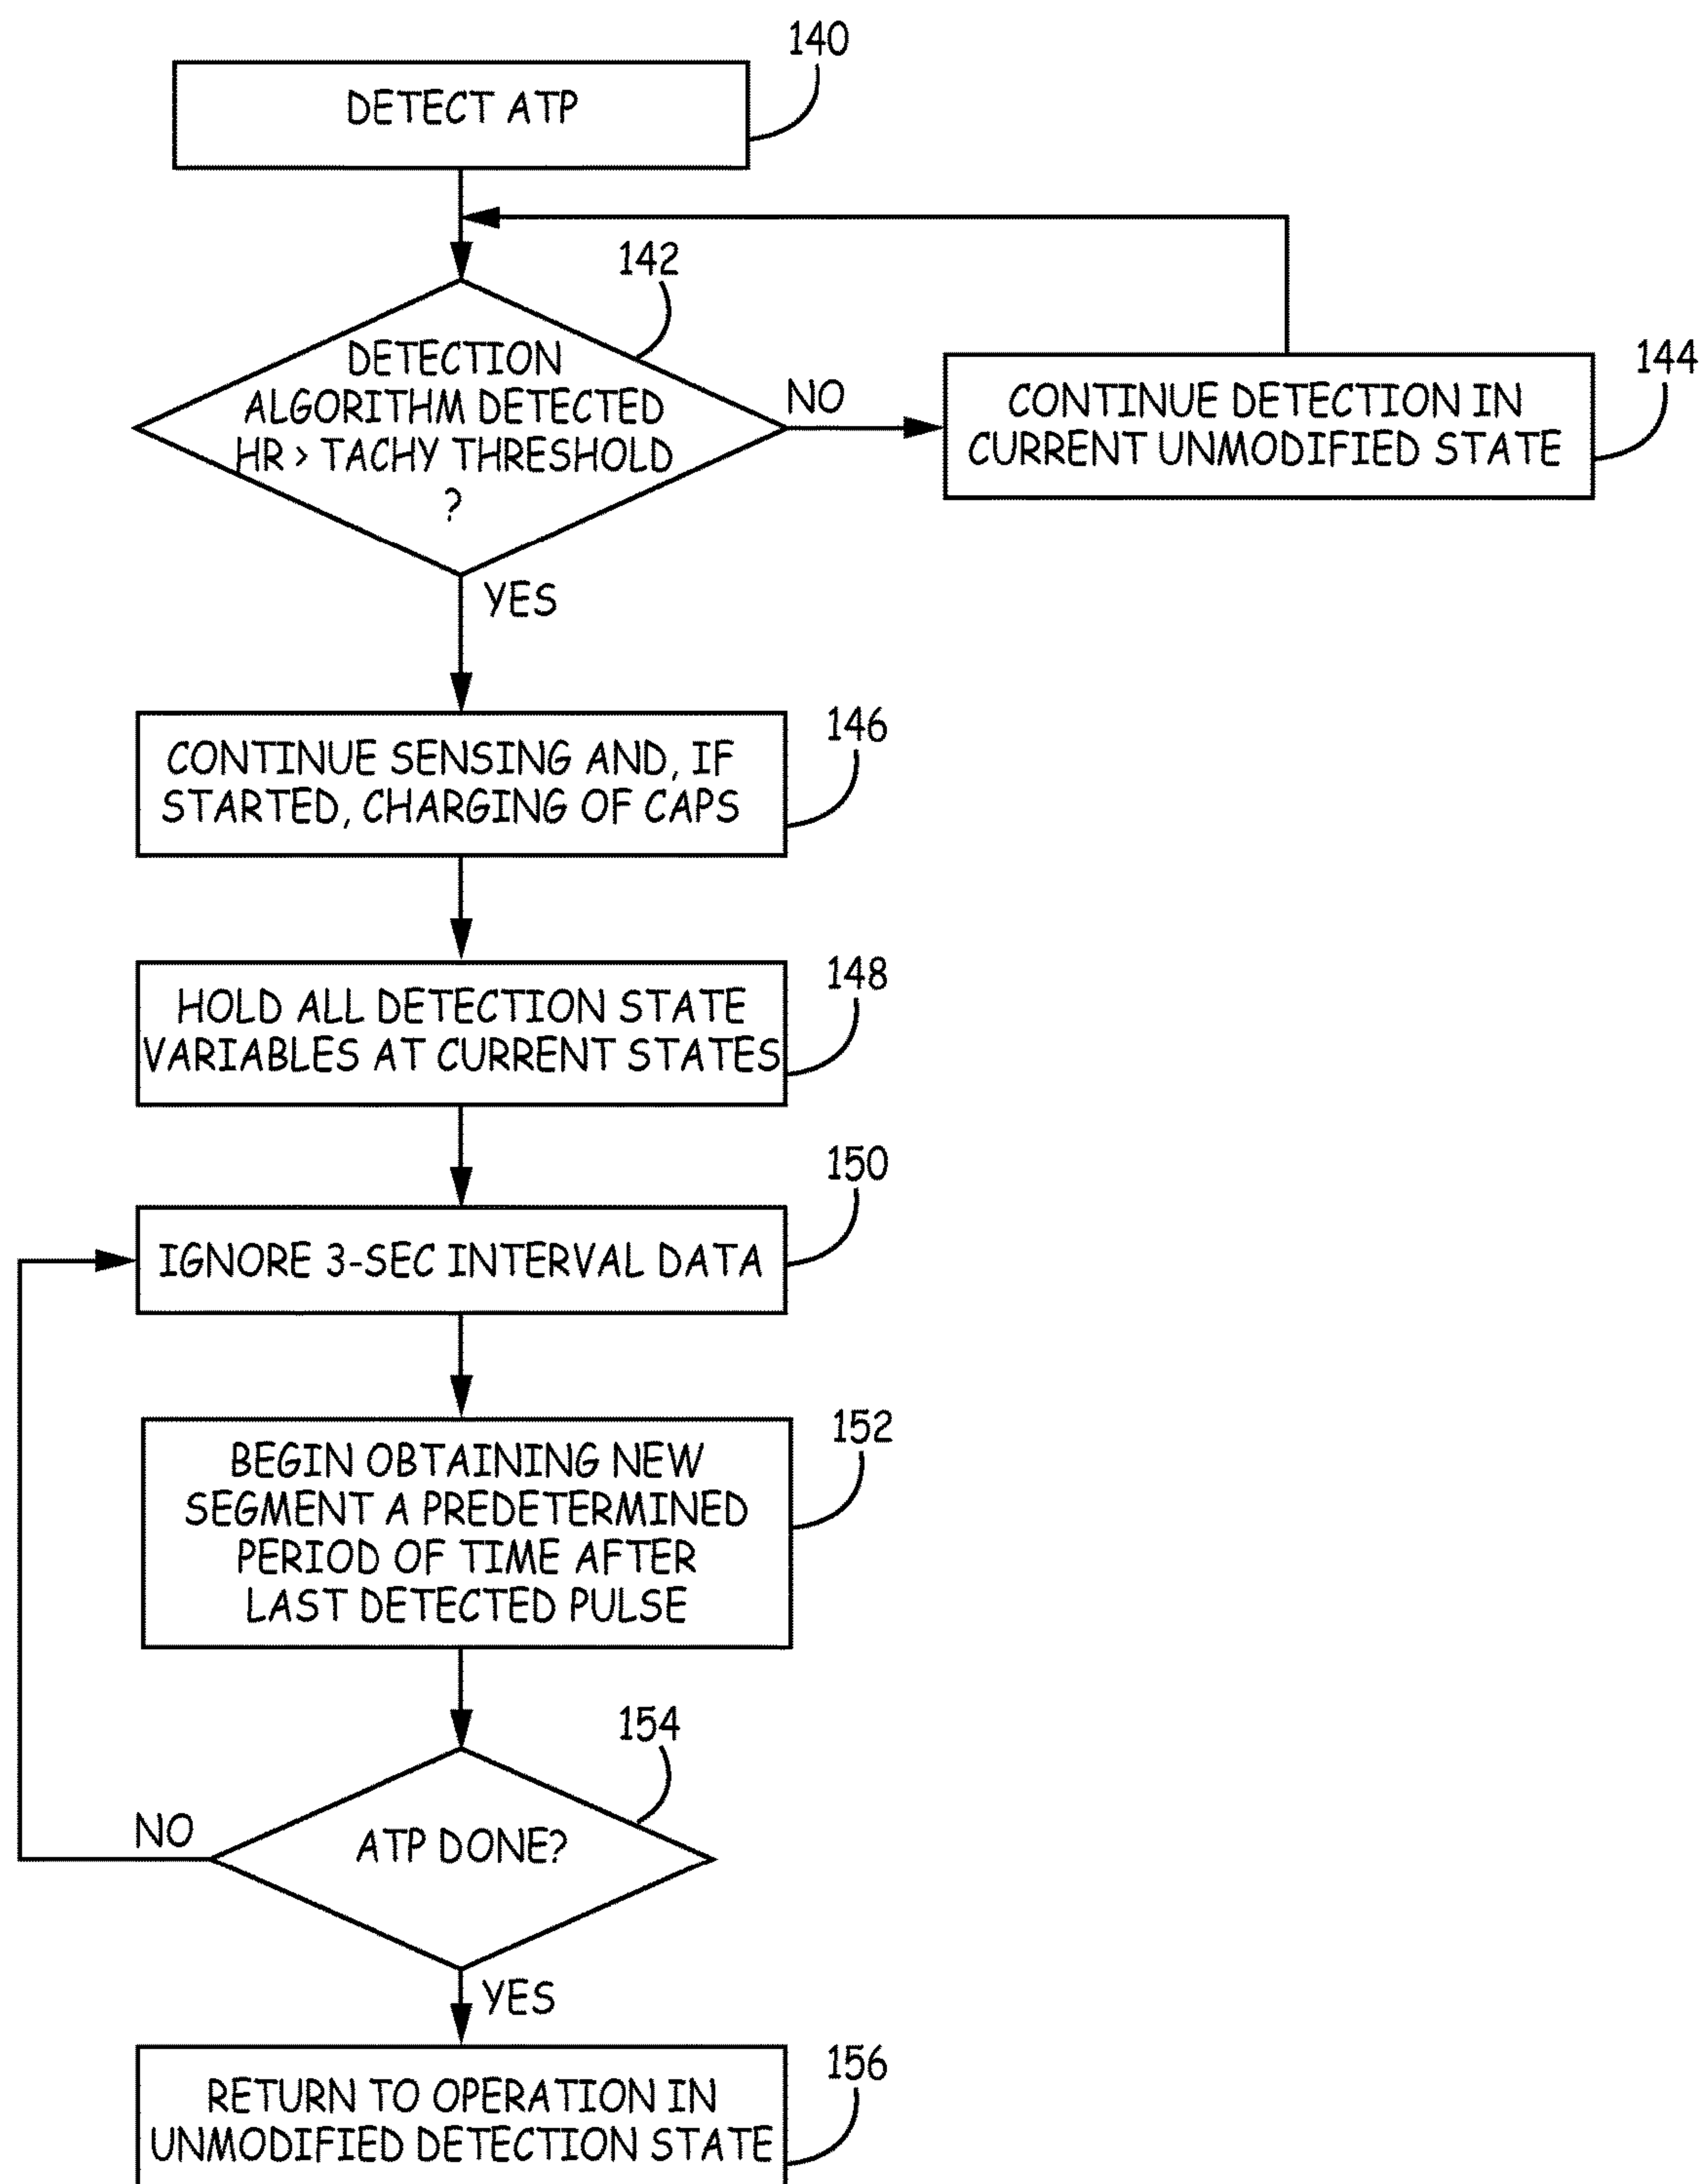 140
DETECT ATP
142
DETECTION
ALGORITHM DETECTED
HR > TACHY THRESHOLD
?
NO
144
CONTINUE DETECTION IN
CURRENT UNMODIFIED STATE
YES
146
CONTINUE SENSING AND, IF
STARTED, CHARGING OF CAPS
148
HOLD ALL DETECTION STATE
VARIABLES AT CURRENT STATES
150
IGNORE 3-SEC INTERVAL DATA
152
BEGIN OBTAINING NEW
SEGMENT A PREDETERMINED
PERIOD OF TIME AFTER
LAST DETECTED PULSE
154
NO
ATP DONE?
YES
156
RETURN TO OPERATION IN
UNMODIFIED DETECTION STATE